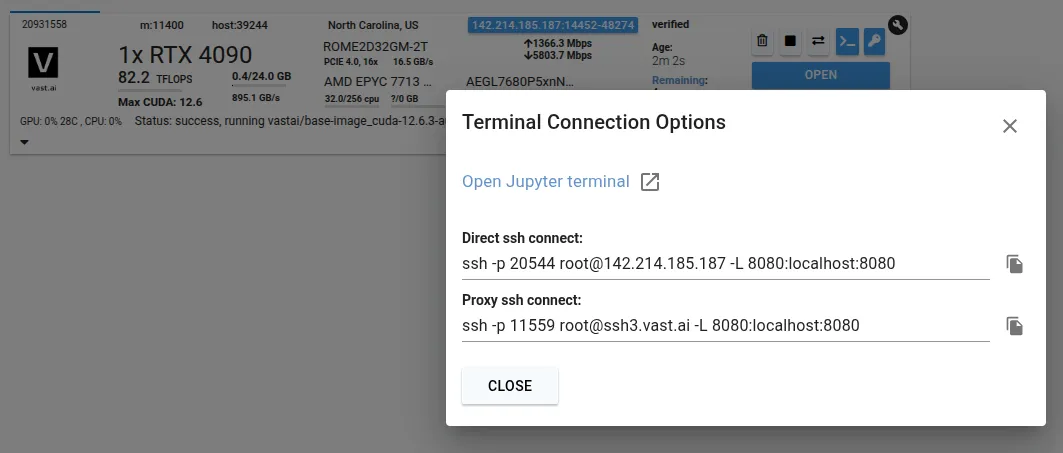 20931558
m:11400
host:39244
North Carolina, US
142.214.185.187:14452-48274
verified
V
vast.ai
1x RTX 4090
82.2 TFLOPS
0.4/24.0 GB
Max CUDA: 12.6
895.1 GB/s
ROME2D32GM-2T
PCIE 4.0, 16x 16.5 GB/s
↑1366.3 Mbps
↓5803.7 Mbps
AMD EPYC 7713 ...
AEGL7680P5xnN...
32.0/256 cpu ?/0 GB
Age:
2m 2s
Remaining:
>_
OPEN
GPU: 0% 28C , CPU: 0%
Status: success, running vastai/base-image_cuda-12.6.3-a
Terminal Connection Options
Open Jupyter terminal
Direct ssh connect:
ssh -p 20544 root@142.214.185.187 -L 8080:localhost:8080
Proxy ssh connect:
ssh -p 11559 root@ssh3.vast.ai -L 8080:localhost:8080
CLOSE